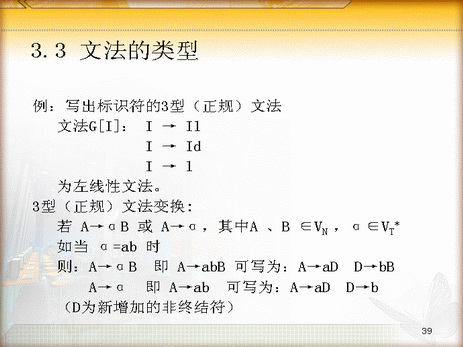 3.3 文法的类型
例：写出标识符的3型（正规）文法
文法G[I]： I → Il
I → Id
I → l
为左线性文法。
3型（正规）文法变换：
若 A→αB 或 A→α，其中A 、B ∈V_N ，α∈V_T*
如当 α=ab 时
则：A→αB 即 A→abB 可写为：A→aD D→bB
A→α 即 A→ab 可写为：A→aD D→b
（D为新增加的非终结符）
39